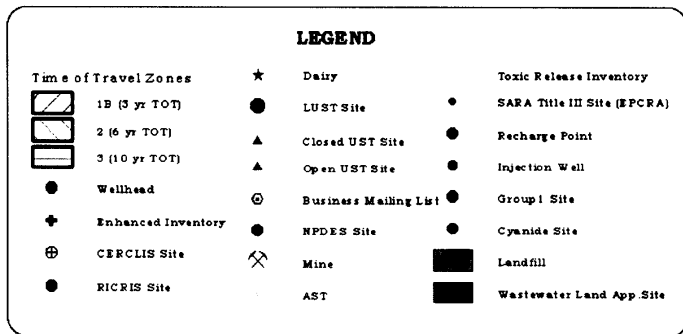 LEGEND
Time of Travel Zones
1B (3 yr TOT)
2 (6 yr TOT)
3 (10 yr TOT)
Wellhead
Enhanced Inventory
CERCLIS Site
RICRIS Site
Dairy
LUST Site
Closed UST Site
Open UST Site
Business Mailing List
NPDES Site
Mine
AST
Toxic Release Inventory
SARA Title III Site (EPCRA)
Recharge Point
Injection Well
Group1 Site
Cyanide Site
Landfill
Wastewater Land App.Site